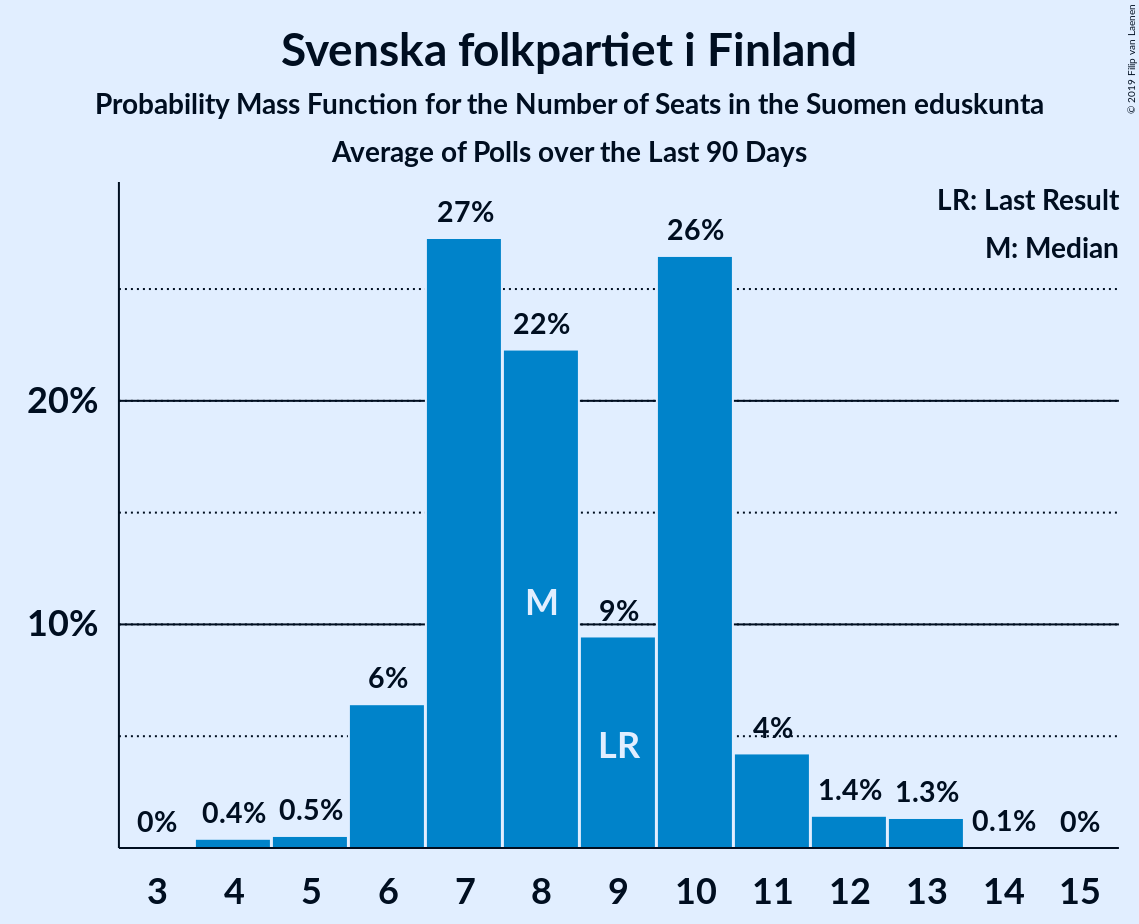 Svenska folkpartiet i Finland
Probability Mass Function for the Number of Seats in the Suomen eduskunta
Average of Polls over the Last 90 Days
© 2019 Filip van Laenen
LR: Last Result
M: Median
27%
26%
22%
20%
10%
9%
M
6%
LR
4%
0%
0.4%
0.5%
1.4%
1.3%
0.1%
0%
3 4 5 6 7 8 9 10 11 12 13 14 15